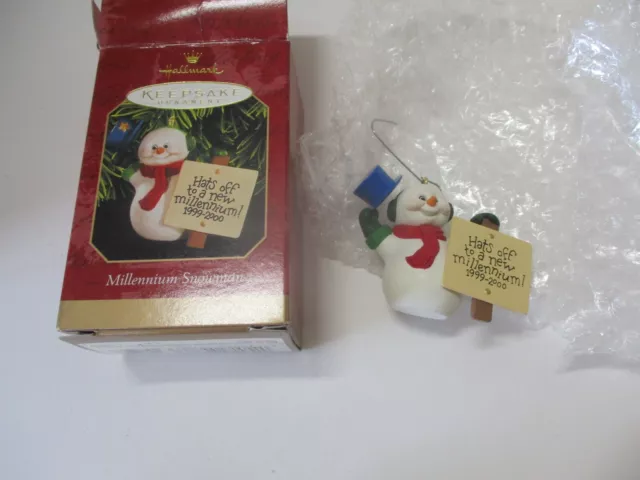 Hallmark
KEEPSAKE
ORNAMENT
Hats off
to a new
millennium!
1999-2000
Millennium Snowman
Hats off
to a new
millennium!
1999-2000